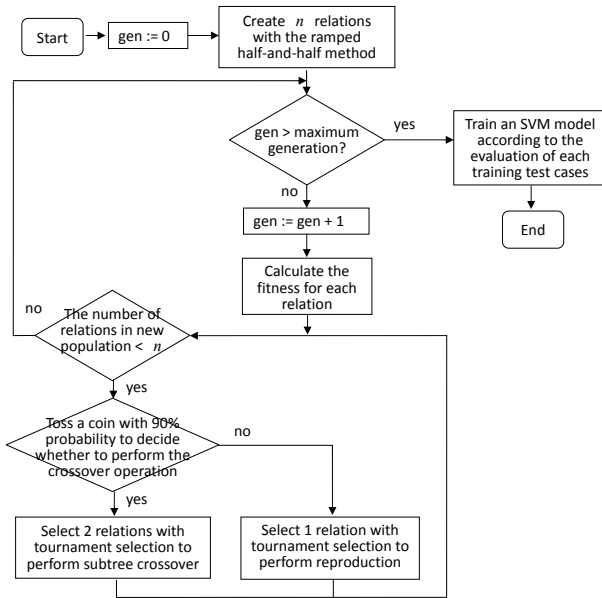 Start
gen := 0
Create n relations
with the ramped
half-and-half method
gen > maximum
generation?
yes
Train an SVM model
according to the
evaluation of each
training test cases
no
End
gen := gen + 1
Calculate the
fitness for each
relation
no
The number of
relations in new
population < n
yes
Toss a coin with 90%
probability to decide
whether to perform the
crossover operation
no
yes
Select 2 relations with
tournament selection to
perform subtree crossover
Select 1 relation with
tournament selection to
perform reproduction